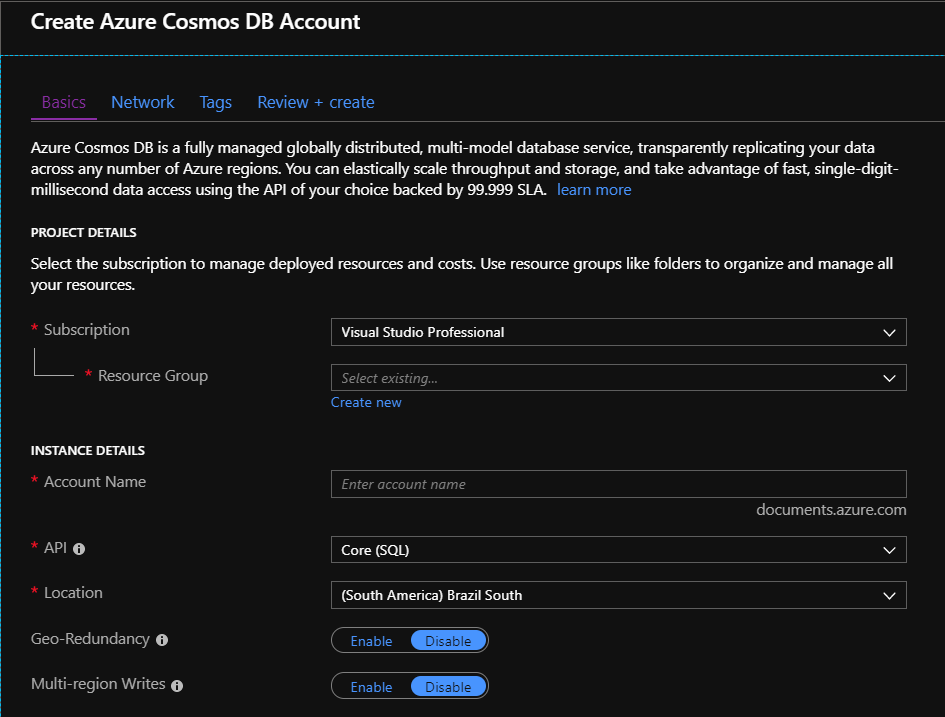 Create Azure Cosmos DB Account
Basics Network Tags Review + create
Azure Cosmos DB is a fully managed globally distributed, multi-model database service, transparently replicating your data
across any number of Azure regions. You can elastically scale throughput and storage, and take advantage of fast, single-digit-
millisecond data access using the API of your choice backed by 99.999 SLA. learn more
PROJECT DETAILS
Select the subscription to manage deployed resources and costs. Use resource groups like folders to organize and manage all
your resources.
* Subscription Visual Studio Professional
* Resource Group Select existing...
Create new
INSTANCE DETAILS
* Account Name Enter account name
documents.azure.com
* API Core (SQL)
* Location (South America) Brazil South
Geo-Redundancy Enable Disable
Multi-region Writes Enable Disable